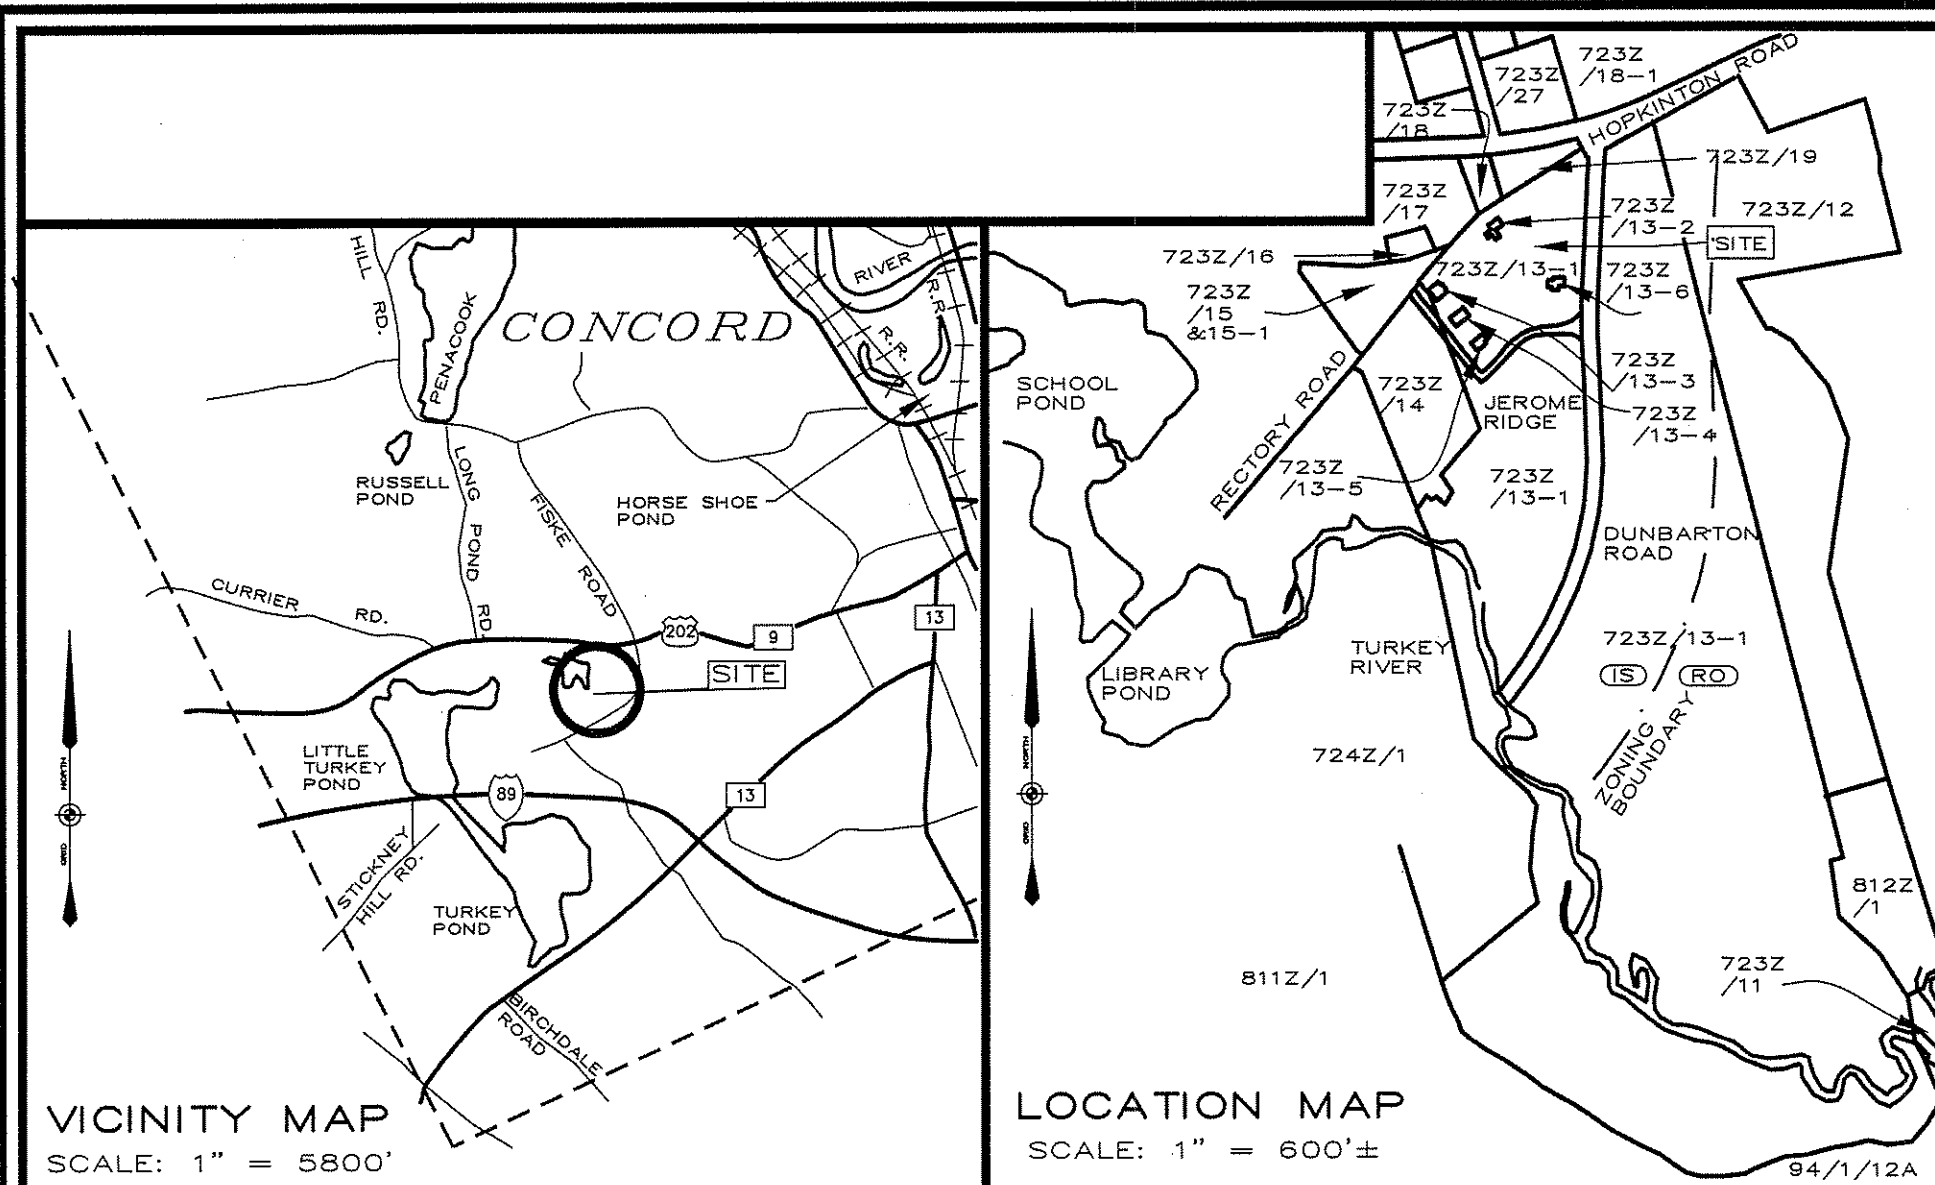 HILL RD.
PENACOOK
CONCORD
RIVER
R.R.
R.R.
RUSSELL
POND
LONG POND RD.
FISKE ROAD
HORSE SHOE
POND
CURRIER RD.
202
9
13
SITE
LITTLE
TURKEY
POND
89
13
STICKNEY
HILL RD.
TURKEY
POND
BIRCHDALE
ROAD
NORTH
VICINITY MAP
SCALE: 1" = 5800'
723Z
/18-1
723Z
/27
723Z
/18
HOPKINTON ROAD
723Z/19
723Z
/17
723Z
/13-2
723Z/12
SITE
723Z/16
723Z/13-1
723Z
/13-6
723Z
/15
&15-1
SCHOOL
POND
RECTORY ROAD
723Z
/14
723Z
/13-3
JEROME
RIDGE
723Z
/13-4
723Z
/13-5
723Z
/13-1
DUNBARTON
ROAD
TURKEY
RIVER
723Z/13-1
IS
RO
LIBRARY
POND
ZONING
BOUNDARY
724Z/1
NORTH
812Z
/1
811Z/1
723Z
/11
LOCATION MAP
SCALE: 1" = 600'±
94/1/12A